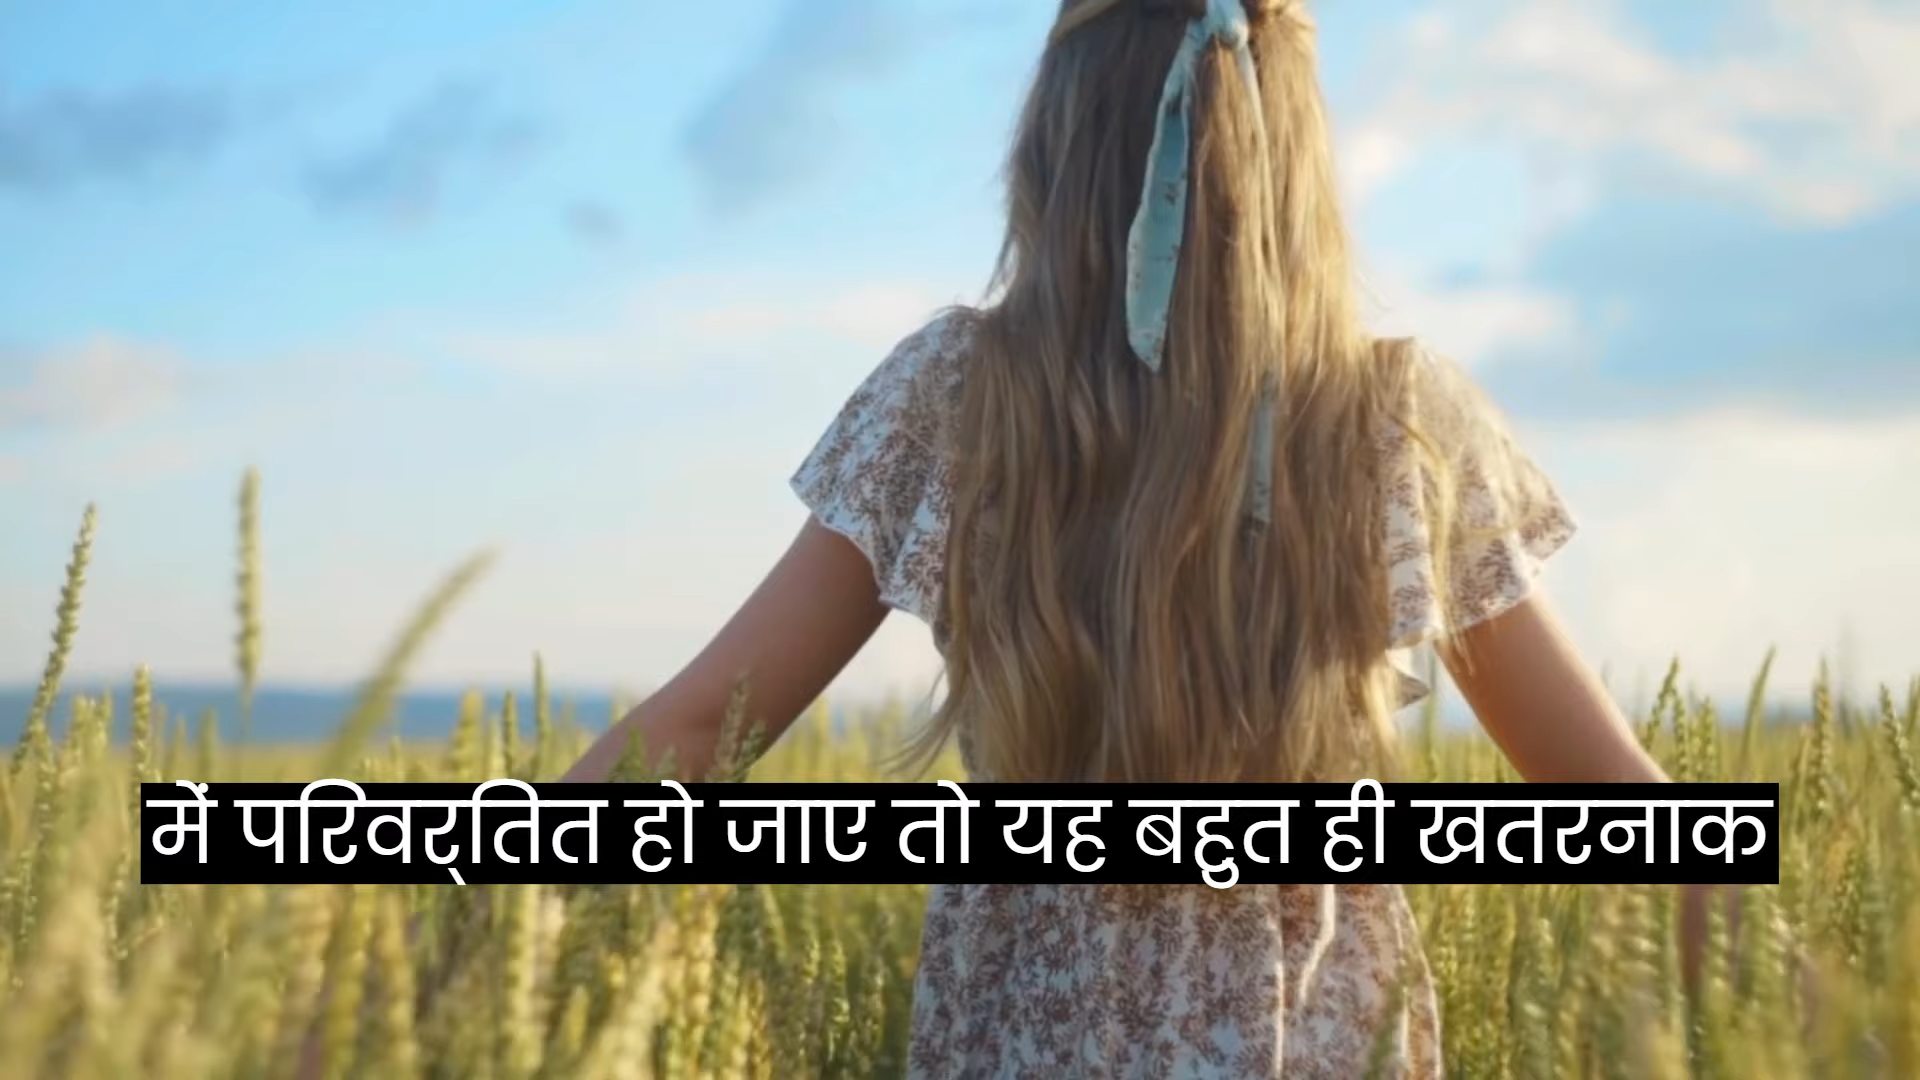 में परिवर्तित हो जाए तो यह बहुत ही खतरनाक